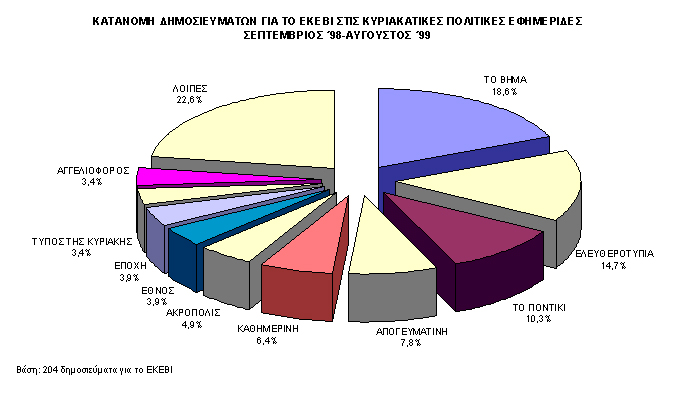 ΚΑΤΑΝΟΜΗ ΔΗΜΟΣΙΕΥΜΑΤΩΝ ΓΙΑ ΤΟ ΕΚΕΒΙ ΣΤΙΣ ΚΥΡΙΑΚΑΤΙΚΕΣ ΠΟΛΙΤΙΚΕΣ ΕΦΗΜΕΡΙΔΕΣ
ΣΕΠΤΕΜΒΡΙΟΣ '98-ΑΥΓΟΥΣΤΟΣ '99
ΛΟΙΠΕΣ
22,6%
ΤΟ ΒΗΜΑ
18,6%
ΑΓΓΕΛΙΟΦΟΡΟΣ
3,4%
ΤΥΠΟΣ ΤΗΣ ΚΥΡΙΑΚΗΣ
3,4%
ΕΛΕΥΘΕΡΟΤΥΠΙΑ
14,7%
ΕΠΟΧΗ
3,9%
ΕΘΝΟΣ
3,9%
ΑΚΡΟΠΟΛΙΣ
4,9%
ΤΟ ΠΟΝΤΙΚΙ
10,3%
ΚΑΘΗΜΕΡΙΝΗ
6,4%
ΑΠΟΓΕΥΜΑΤΙΝΗ
7,8%
Βάση: 204 δημοσιεύματα για το ΕΚΕΒΙ